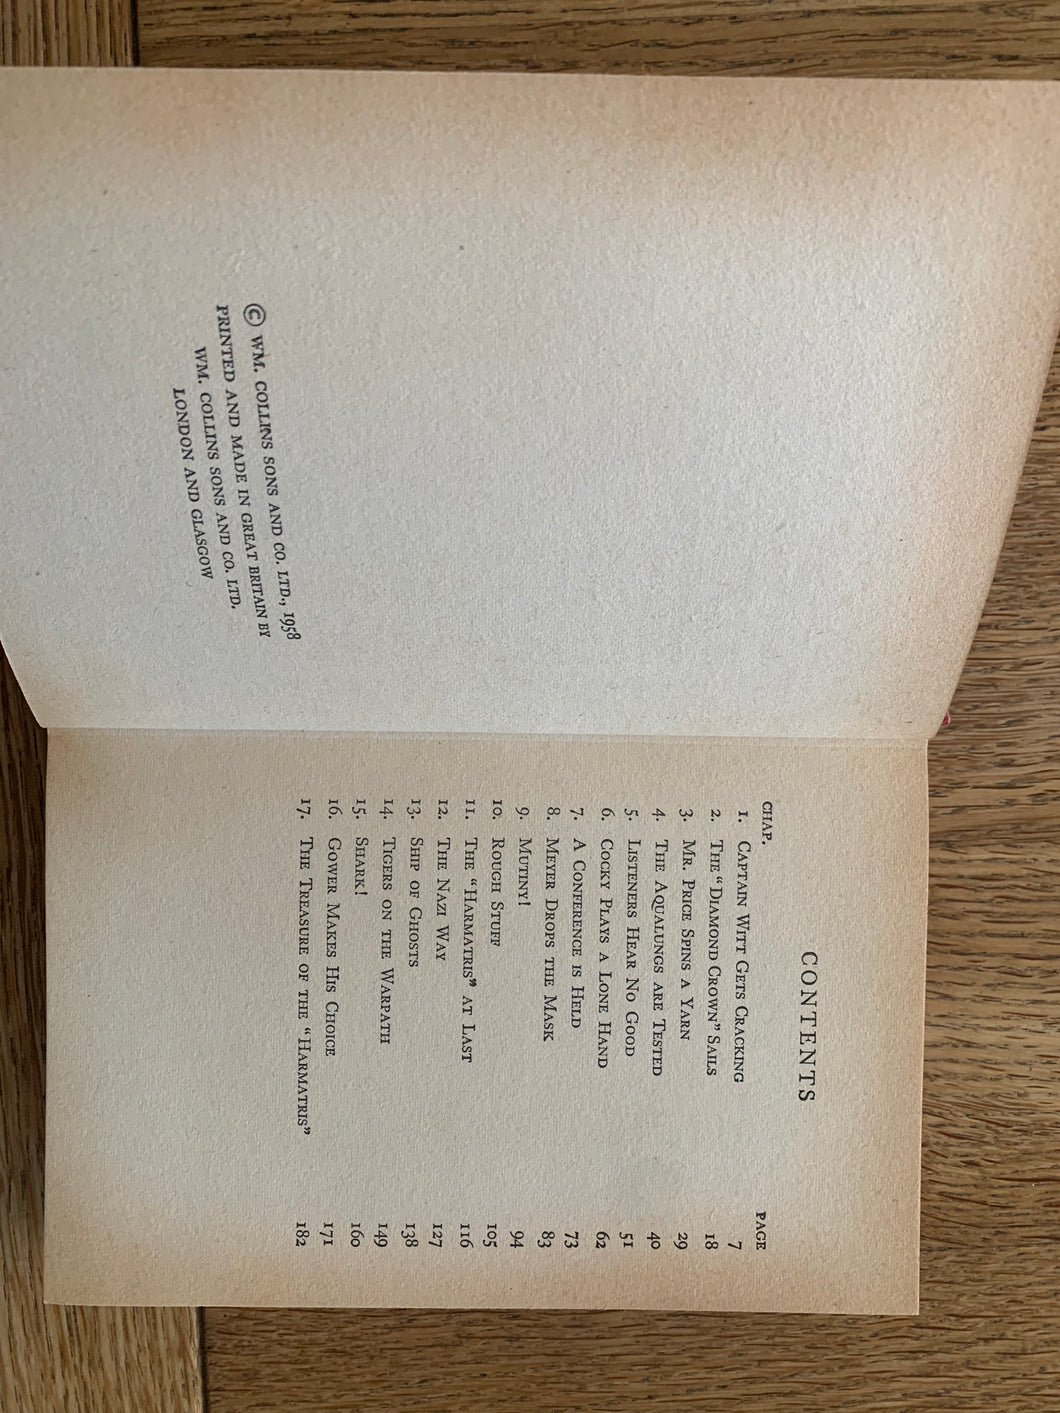 © WM. COLLINS SONS AND CO. LTD., 1958
PRINTED AND MADE IN GREAT BRITAIN BY
WM. COLLINS SONS AND CO. LTD.
LONDON AND GLASGOW
CONTENTS
CHAP. PAGE
1. CAPTAIN WITT GETS CRACKING 7
2. THE "DIAMOND CROWN" SAILS 18
3. MR. PRICE SPINS A YARN 29
4. THE AQUALUNGS ARE TESTED 40
5. LISTENERS HEAR NO GOOD 51
6. COCKY PLAYS A LONE HAND 62
7. A CONFERENCE IS HELD 73
8. MEYER DROPS THE MASK 83
9. MUTINY! 94
10. ROUGH STUFF 105
11. THE "HARMATRIS" AT LAST 116
12. THE NAZI WAY 127
13. SHIP OF GHOSTS 138
14. TIGERS ON THE WARPATH 149
15. SHARK! 160
16. GOWER MAKES HIS CHOICE 171
17. THE TREASURE OF THE "HARMATRIS" 182